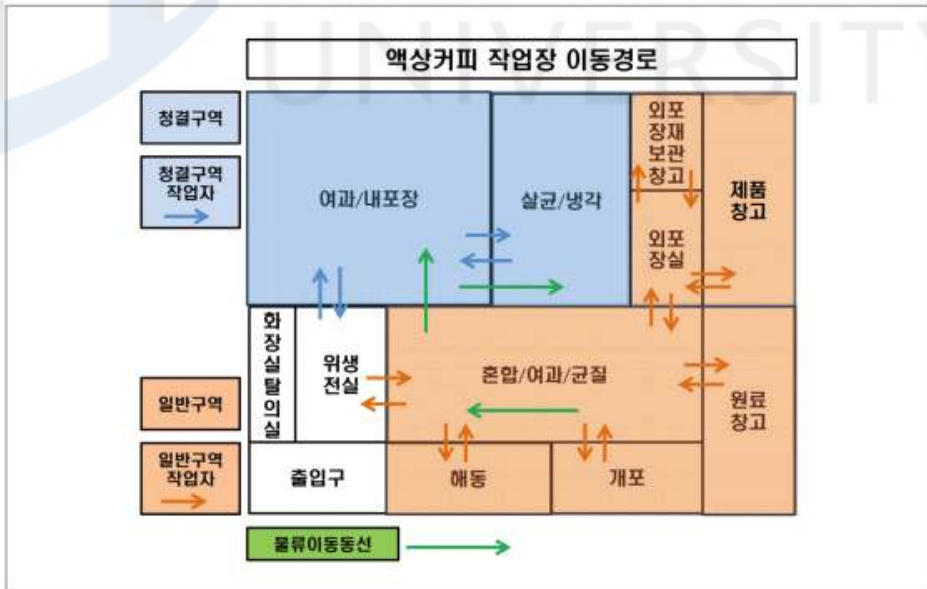 UNIVERSITY
액상커피 작업장 이동경로
청결구역
청결구역
작업자
여과/내포장
살균/냉각
외포
장재
보관
창고
제품
창고
외포
장실
화
장
실
탈
의
실
위생
전실
혼합/여과/균질
원료
창고
일반구역
일반구역
작업자
출입구
해동
개포
물류이동동선